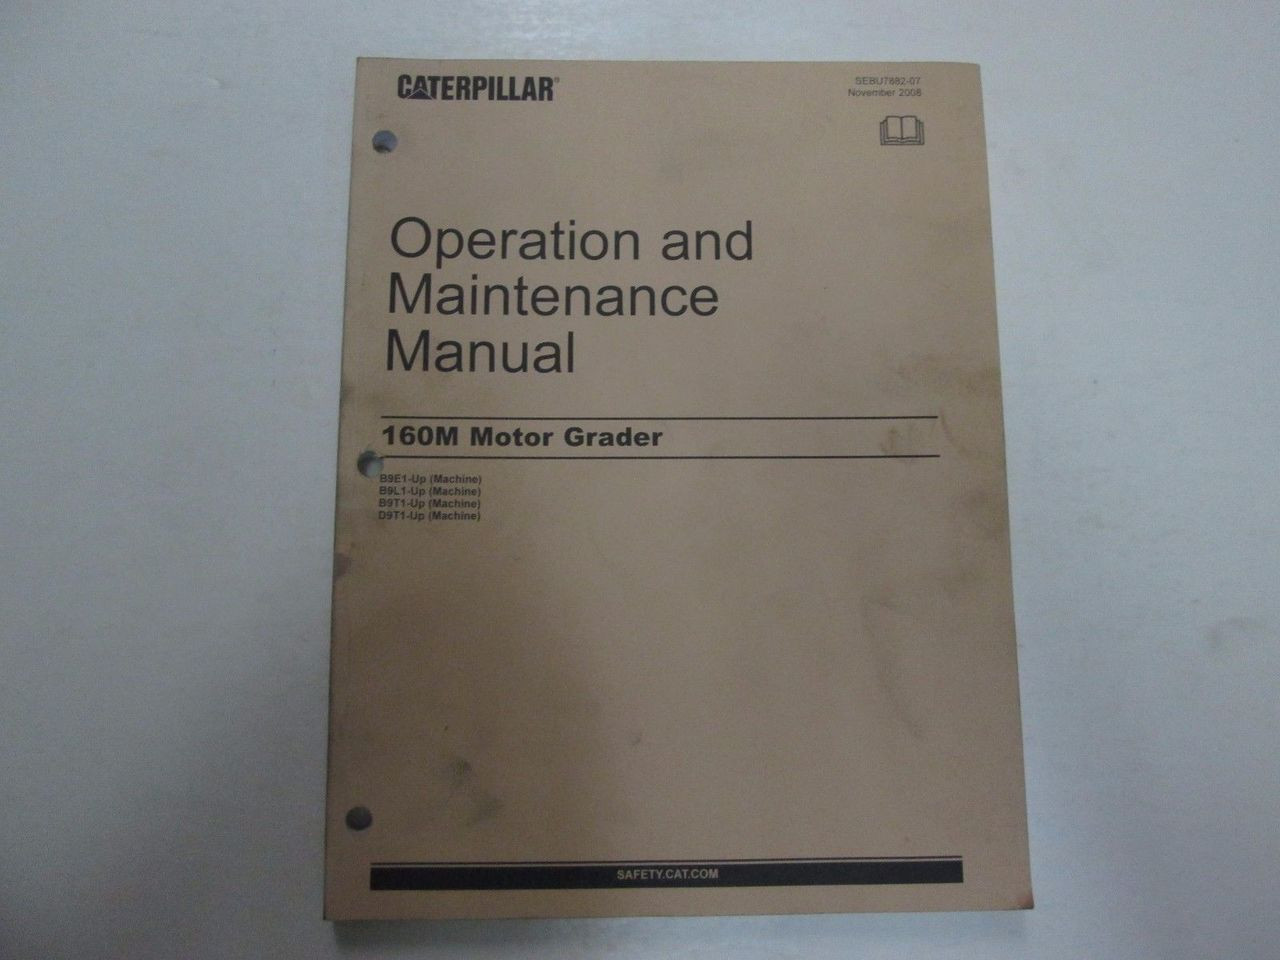 CATERPILLAR®
SEBU7882-07
November 2008
Operation and
Maintenance
Manual
160M Motor Grader
B9E1-Up (Machine)
B9L1-Up (Machine)
B9T1-Up (Machine)
D9T1-Up (Machine)
SAFETY.CAT.COM